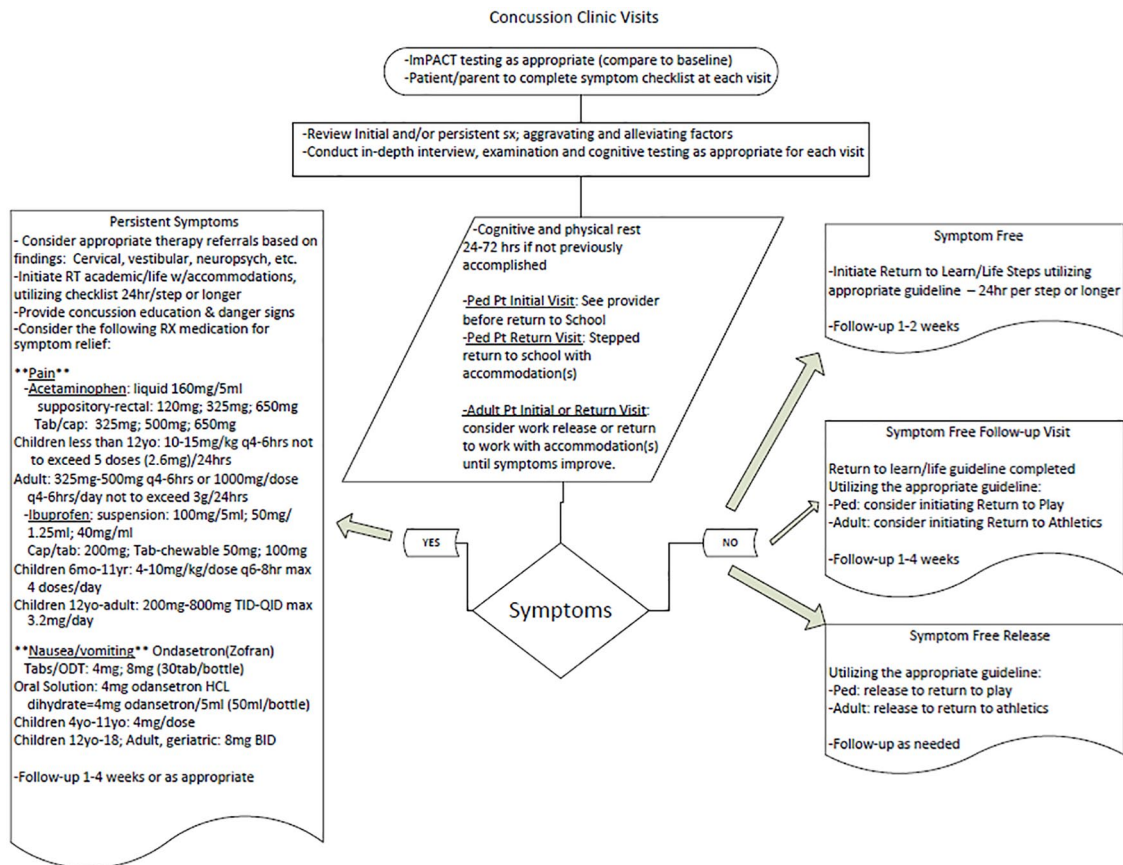 Concussion Clinic Visits
-ImPACT testing as appropriate (compare to baseline)
-Patient/parent to complete symptom checklist at each visit
-Review Initial and/or persistent sx; aggravating and alleviating factors
-Conduct in-depth interview, examination and cognitive testing as appropriate for each visit
Persistent Symptoms
- Consider appropriate therapy referrals based on
findings: Cervical, vestibular, neuropsych, etc.
-Initiate RT academic/life w/accommodations,
utilizing checklist 24hr/step or longer
-Provide concussion education & danger signs
-Consider the following RX medication for
symptom relief:
**Pain**
-Acetaminophen: liquid 160mg/5ml
suppository-rectal: 120mg; 325mg; 650mg
Tab/cap: 325mg; 500mg; 650mg
Children less than 12yo: 10-15mg/kg q4-6hrs not
to exceed 5 doses (2.6mg)/24hrs
Adult: 325mg-500mg q4-6hrs or 1000mg/dose
q4-6hrs/day not to exceed 3g/24hrs
-Ibuprofen: suspension: 100mg/5ml; 50mg/
1.25ml; 40mg/ml
Cap/tab: 200mg; Tab-chewable 50mg; 100mg
Children 6mo-11yr: 4-10mg/kg/dose q6-8hr max
4 doses/day
Children 12yo-adult: 200mg-800mg TID-QID max
3.2mg/day
**Nausea/vomiting** Ondasetron(Zofran)
Tabs/ODT: 4mg; 8mg (30tab/bottle)
Oral Solution: 4mg odansetron HCL
dihydrate=4mg odansetron/5ml (50ml/bottle)
Children 4yo-11yo: 4mg/dose
Children 12yo-18; Adult, geriatric: 8mg BID
-Follow-up 1-4 weeks or as appropriate
-Cognitive and physical rest
24-72 hrs if not previously
accomplished
-Ped Pt Initial Visit: See provider
before return to School
-Ped Pt Return Visit: Stepped
return to school with
accommodation(s)
-Adult Pt Initial or Return Visit:
consider work release or return
to work with accommodation(s)
until symptoms improve.
YES
Symptoms
NO
Symptom Free
-Initiate Return to Learn/Life Steps utilizing
appropriate guideline – 24hr per step or longer
-Follow-up 1-2 weeks
Symptom Free Follow-up Visit
Return to learn/life guideline completed
Utilizing the appropriate guideline:
-Ped: consider initiating Return to Play
-Adult: consider initiating Return to Athletics
-Follow-up 1-4 weeks
Symptom Free Release
Utilizing the appropriate guideline:
-Ped: release to return to play
-Adult: release to return to athletics
-Follow-up as needed